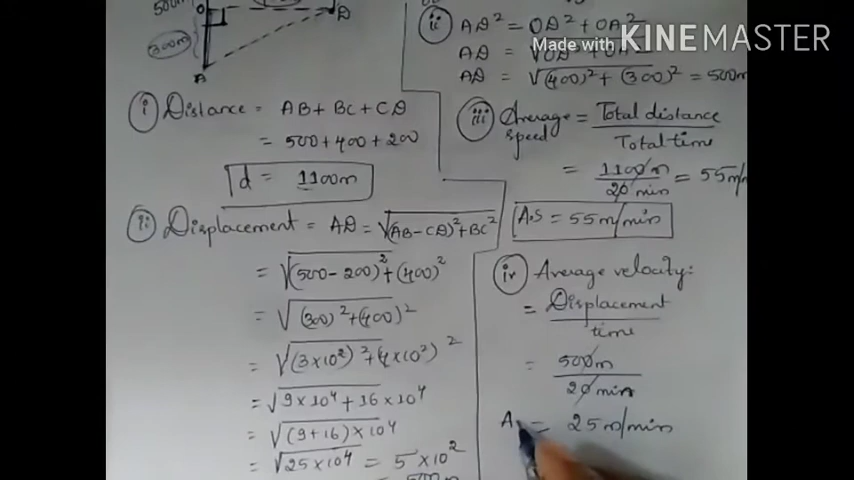 500m
O
D
300m
A
(i) Distance = AB + BC + CD
= 500 + 400 + 200
d = 1100m
(ii) Displacement = AD = √(AB - CD)² + BC²
= √(500 - 200)² + (400)²
= √(300)² + (400)²
= √(3×10²)² + (4×10²)²
= √9×10⁴ + 16×10⁴
= √(9+16)×10⁴
= √25×10⁴ = 5×10²
(ii) AD² = OD² + OA²
AD = √OD² + OA²
Made with KINEMASTER
AD = √(400)² + (300)² = 500m
(iii) Average speed = Total distance
Total time
= 1100m
20 min = 55m/
A.S = 55m/min
(iv) Average velocity:
= Displacement
time
= 500m
20 min
A = 25m/min